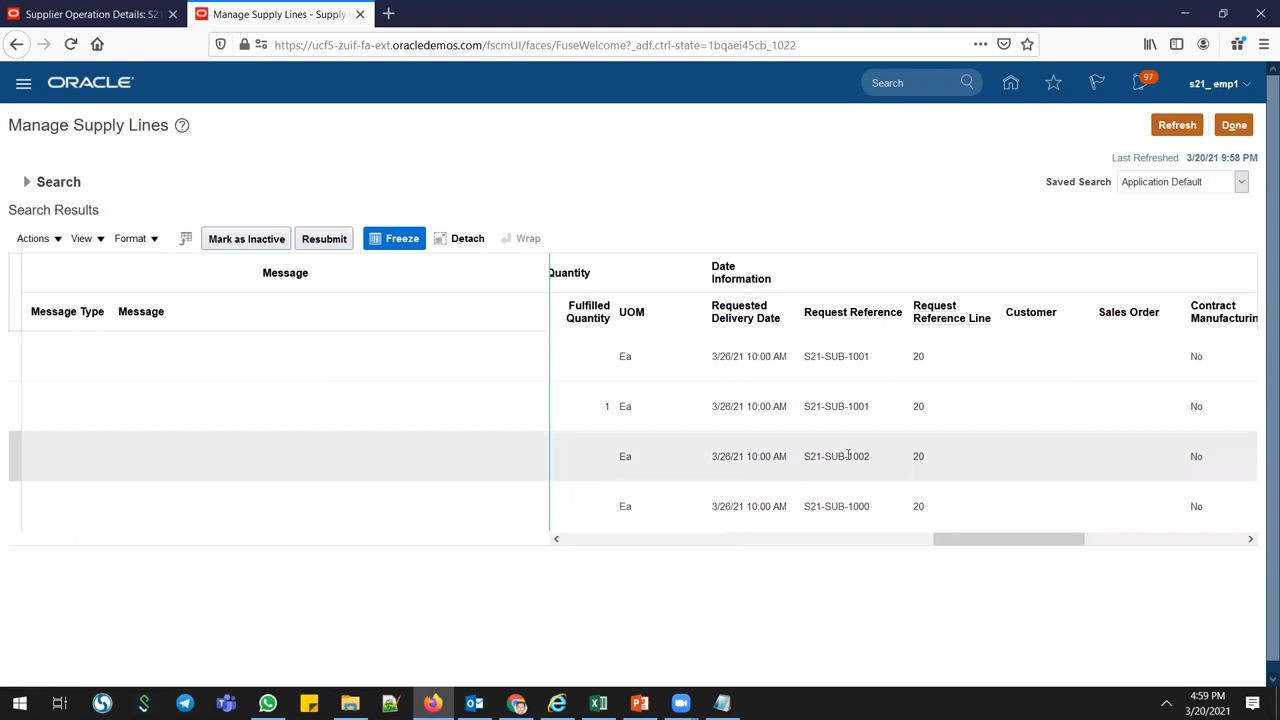 Supplier Operation Details: S21
Manage Supply Lines - Supply
https://ucf5-zuif-fa-ext.oracledemos.com/fscmUI/faces/FuseWelcome?_adf.ctrl-state=1bqaei45cb_1022
ORACLE
Search
97
s21_ emp1
Manage Supply Lines
Refresh
Done
Last Refreshed 3/20/21 9:58 PM
Search
Saved Search Application Default
Search Results
Actions View Format Mark as Inactive Resubmit Freeze Detach Wrap
Message Quantity Date Information
Message Type Message Fulfilled Quantity UOM Requested Delivery Date Request Reference Request Reference Line Customer Sales Order Contract Manufacturin
Ea 3/26/21 10:00 AM S21-SUB-1001 20 No
1 Ea 3/26/21 10:00 AM S21-SUB-1001 20 No
Ea 3/26/21 10:00 AM S21-SUB-1002 20 No
Ea 3/26/21 10:00 AM S21-SUB-1000 20 No
4:59 PM
3/20/2021